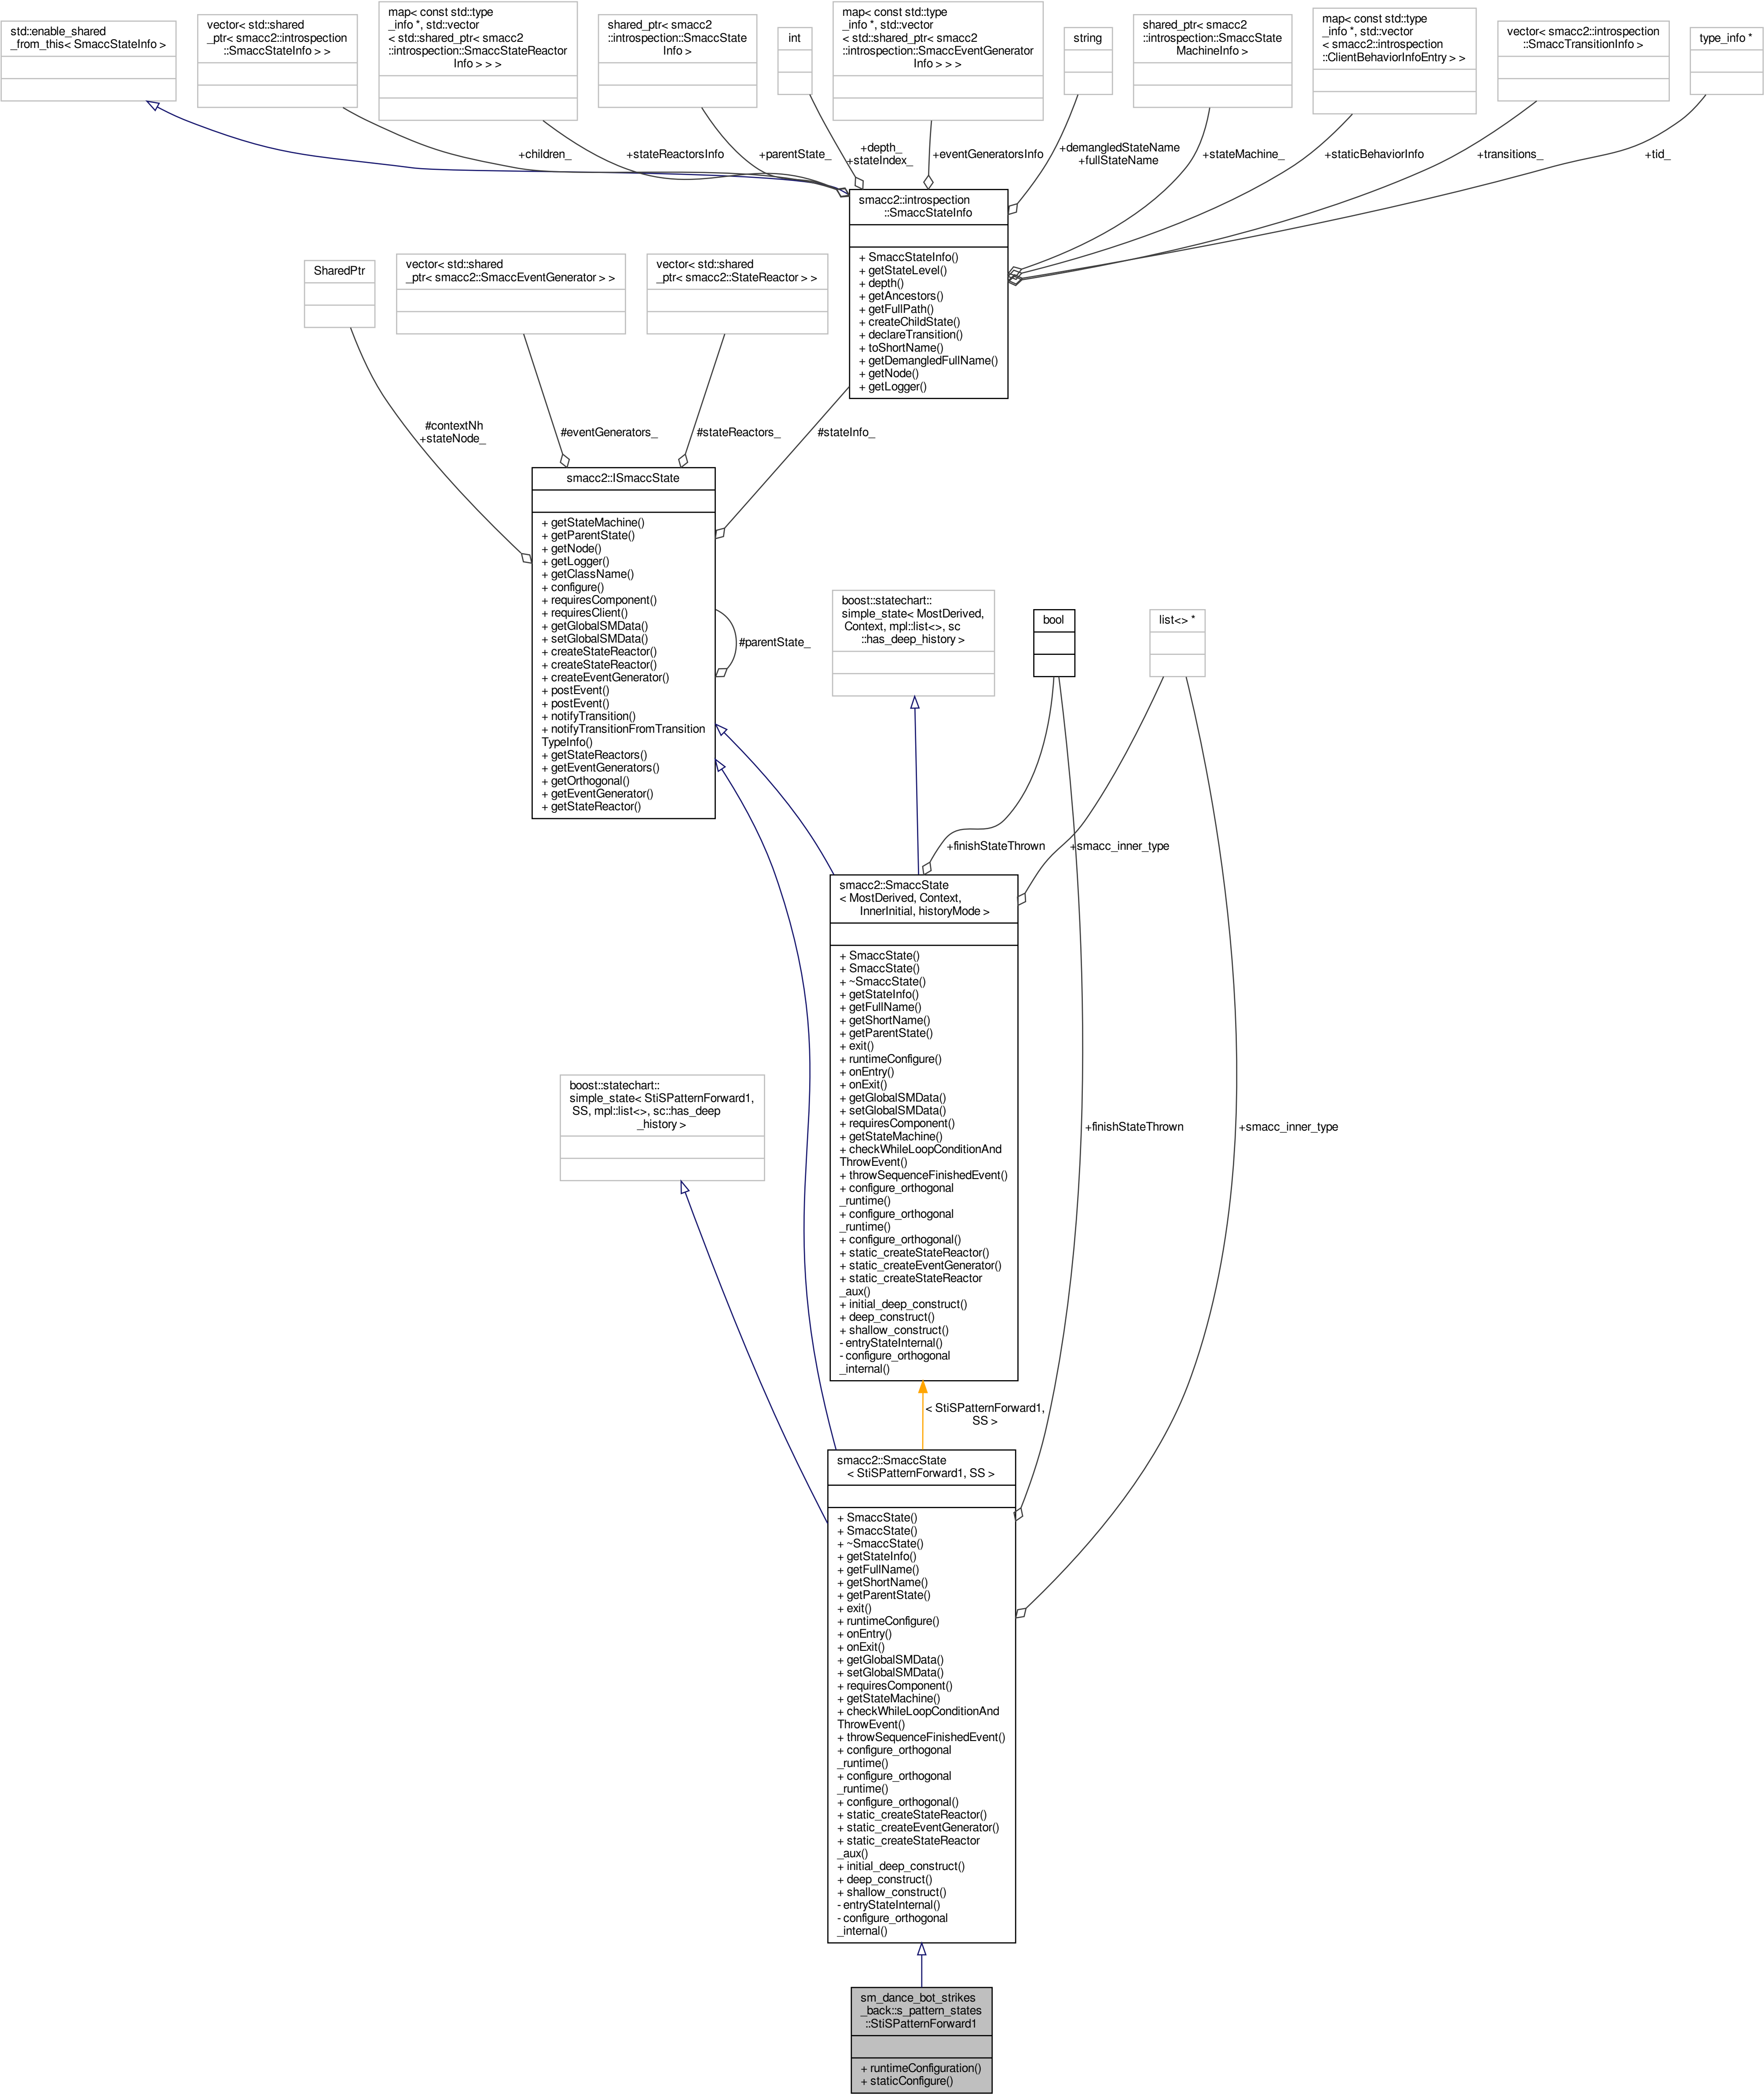 std::enable_shared
_from_this< SmaccStateInfo >
vector< std::shared
_ptr< smacc2::introspection
::SmaccStateInfo > >
map< const std::type
_info *, std::vector
< std::shared_ptr< smacc2
::introspection::SmaccStateReactor
Info > > >
shared_ptr< smacc2
::introspection::SmaccState
Info >
int
map< const std::type
_info *, std::vector
< std::shared_ptr< smacc2
::introspection::SmaccEventGenerator
Info > > >
string
shared_ptr< smacc2
::introspection::SmaccState
MachineInfo >
map< const std::type
_info *, std::vector
< smacc2::introspection
::ClientBehaviorInfoEntry > >
vector< smacc2::introspection
::SmaccTransitionInfo >
type_info *
+children_
+stateReactorsInfo
+parentState_
+depth_
+stateIndex_
+eventGeneratorsInfo
+demangledStateName
+fullStateName
+stateMachine_
+staticBehaviorInfo
+transitions_
+tid_
smacc2::introspection
::SmaccStateInfo
+ SmaccStateInfo()
+ getStateLevel()
+ depth()
+ getAncestors()
+ getFullPath()
+ createChildState()
+ declareTransition()
+ toShortName()
+ getDemangledFullName()
+ getNode()
+ getLogger()
SharedPtr
vector< std::shared
_ptr< smacc2::SmaccEventGenerator > >
vector< std::shared
_ptr< smacc2::StateReactor > >
#contextNh
+stateNode_
#eventGenerators_
#stateReactors_
#stateInfo_
smacc2::ISmaccState
+ getStateMachine()
+ getParentState()
+ getNode()
+ getLogger()
+ getClassName()
+ configure()
+ requiresComponent()
+ requiresClient()
+ getGlobalSMData()
+ setGlobalSMData()
+ createStateReactor()
+ createStateReactor()
+ createEventGenerator()
+ postEvent()
+ postEvent()
+ notifyTransition()
+ notifyTransitionFromTransition
TypeInfo()
+ getStateReactors()
+ getEventGenerators()
+ getOrthogonal()
+ getEventGenerator()
+ getStateReactor()
#parentState_
boost::statechart::
simple_state< MostDerived,
Context, mpl::list<>, sc
::has_deep_history >
bool
list<> *
+finishStateThrown
+smacc_inner_type
smacc2::SmaccState
< MostDerived, Context,
InnerInitial, historyMode >
+ SmaccState()
+ SmaccState()
+ ~SmaccState()
+ getStateInfo()
+ getFullName()
+ getShortName()
+ getParentState()
+ exit()
+ runtimeConfigure()
+ onEntry()
+ onExit()
+ getGlobalSMData()
+ setGlobalSMData()
+ requiresComponent()
+ getStateMachine()
+ checkWhileLoopConditionAnd
ThrowEvent()
+ throwSequenceFinishedEvent()
+ configure_orthogonal
_runtime()
+ configure_orthogonal
_runtime()
+ configure_orthogonal()
+ static_createStateReactor()
+ static_createEventGenerator()
+ static_createStateReactor
_aux()
+ initial_deep_construct()
+ deep_construct()
+ shallow_construct()
- entryStateInternal()
- configure_orthogonal
_internal()
boost::statechart::
simple_state< StiSPatternForward1,
SS, mpl::list<>, sc::has_deep
_history >
+finishStateThrown
+smacc_inner_type
< StiSPatternForward1,
SS >
smacc2::SmaccState
< StiSPatternForward1, SS >
+ SmaccState()
+ SmaccState()
+ ~SmaccState()
+ getStateInfo()
+ getFullName()
+ getShortName()
+ getParentState()
+ exit()
+ runtimeConfigure()
+ onEntry()
+ onExit()
+ getGlobalSMData()
+ setGlobalSMData()
+ requiresComponent()
+ getStateMachine()
+ checkWhileLoopConditionAnd
ThrowEvent()
+ throwSequenceFinishedEvent()
+ configure_orthogonal
_runtime()
+ configure_orthogonal
_runtime()
+ configure_orthogonal()
+ static_createStateReactor()
+ static_createEventGenerator()
+ static_createStateReactor
_aux()
+ initial_deep_construct()
+ deep_construct()
+ shallow_construct()
- entryStateInternal()
- configure_orthogonal
_internal()
sm_dance_bot_strikes
_back::s_pattern_states
::StiSPatternForward1
+ runtimeConfiguration()
+ staticConfigure()